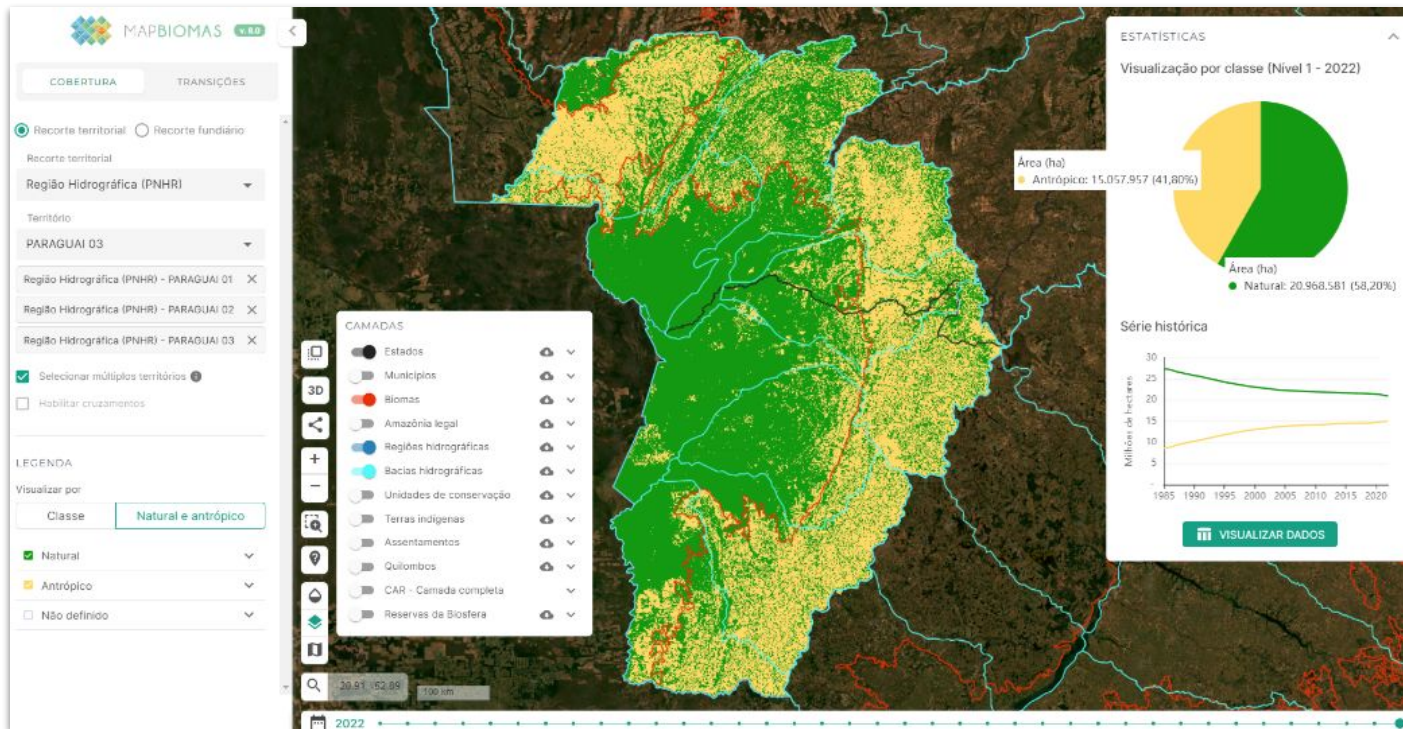 MAPBIOMAS v. 8.0
COBERTURA
TRANSIÇÕES
Recorte territorial
Recorte fundiário
Recorte territorial
Região Hidrográfica (PNHR)
Território
PARAGUAI 03
Região Hidrográfica (PNHR) - PARAGUAI 01
Região Hidrográfica (PNHR) - PARAGUAI 02
Região Hidrográfica (PNHR) - PARAGUAI 03
Selecionar múltiplos territórios
Habilitar cruzamentos
LEGENDA
Visualizar por
Classe
Natural e antrópico
Natural
Antrópico
Não definido
3D
CAMADAS
Estados
Municípios
Biomas
Amazônia legal
Regiões hidrográficas
Bacias hidrográficas
Unidades de conservação
Terras indígenas
Assentamentos
Quilombos
CAR - Camada completa
Reservas da Biosfera
100 km
2022
ESTATÍSTICAS
Visualização por classe (Nível 1 - 2022)
Área (ha)
Antrópico: 15.057.957 (41,80%)
Área (ha)
Natural: 20.968.581 (58,20%)
Série histórica
Milhões de hectares
30
25
20
15
10
5
-
1985 1990 1995 2000 2005 2010 2015 2020
VISUALIZAR DADOS